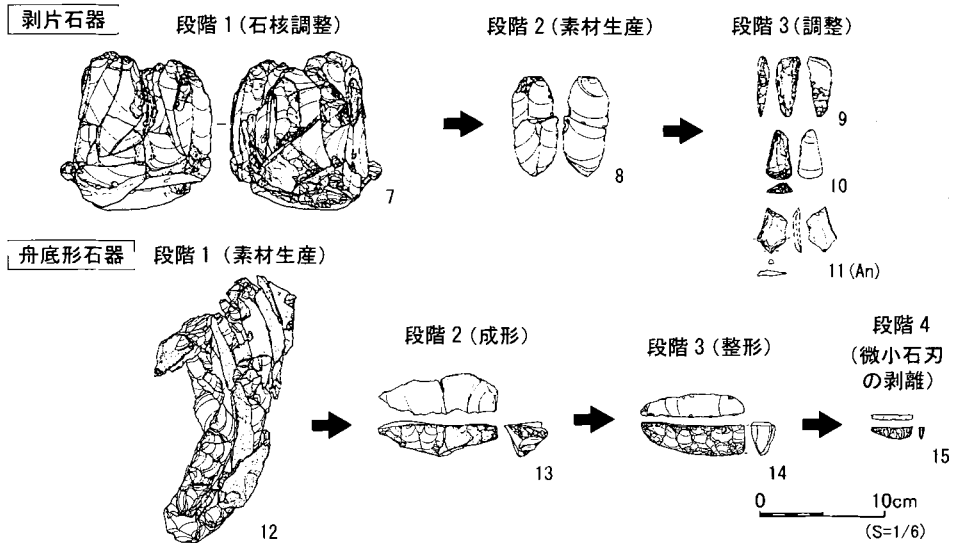 剥片石器
段階1(石核調整)
段階2(素材生産)
段階3(調整)
7
8
9
10
11(An)
舟底形石器
段階1(素材生産)
段階2(成形)
段階3(整形)
段階4
(微小石刃
の剥離)
12
13
14
15
0 10cm
(S=1/6)